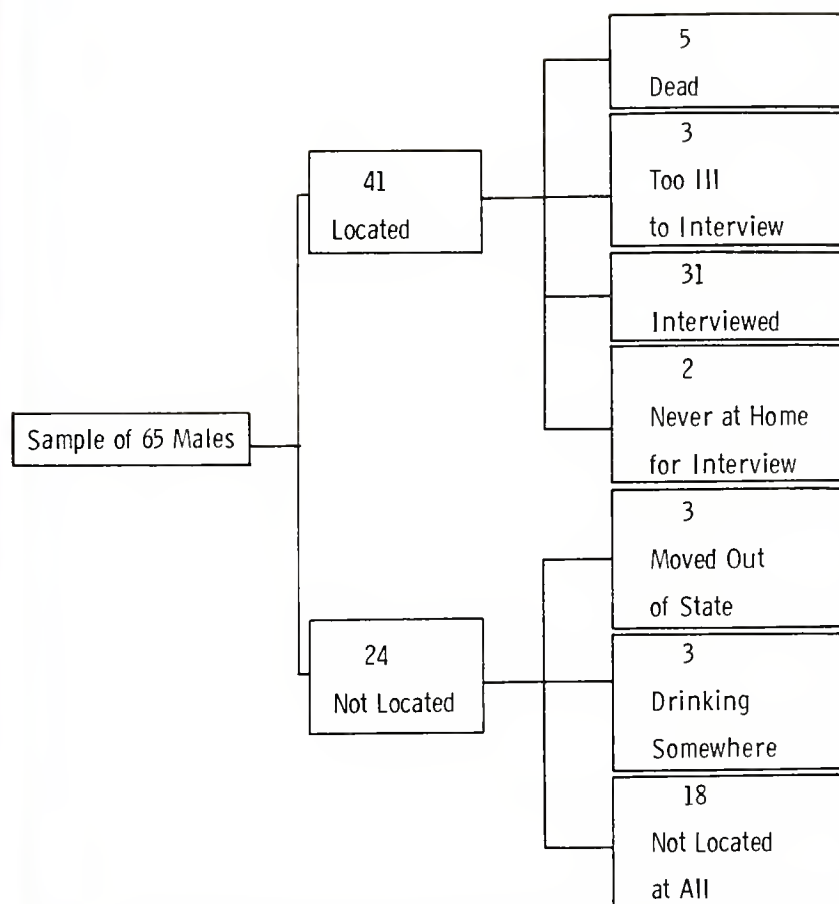 5
Dead
3
Too Ill
to Interview
41
Located
31
Interviewed
2
Never at Home
for Interview
Sample of 65 Males
3
Moved Out
of State
24
Not Located
3
Drinking
Somewhere
18
Not Located
at All